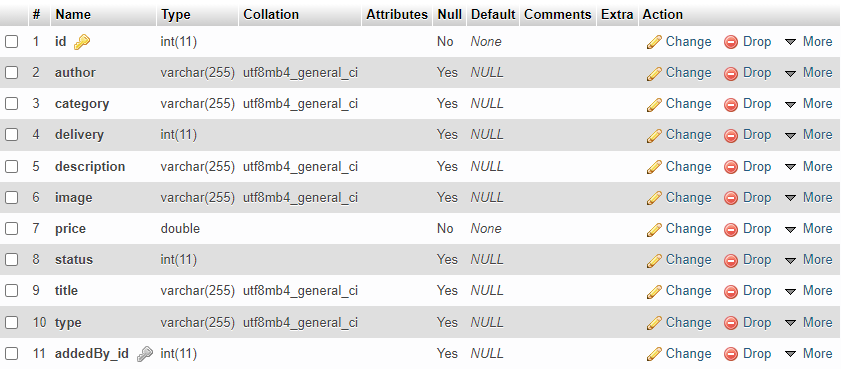 # Name Type Collation Attributes Null Default Comments Extra Action
1 id int(11) No None Change Drop More
2 author varchar(255) utf8mb4_general_ci Yes NULL Change Drop More
3 category varchar(255) utf8mb4_general_ci Yes NULL Change Drop More
4 delivery int(11) Yes NULL Change Drop More
5 description varchar(255) utf8mb4_general_ci Yes NULL Change Drop More
6 image varchar(255) utf8mb4_general_ci Yes NULL Change Drop More
7 price double No None Change Drop More
8 status int(11) Yes NULL Change Drop More
9 title varchar(255) utf8mb4_general_ci Yes NULL Change Drop More
10 type varchar(255) utf8mb4_general_ci Yes NULL Change Drop More
11 addedBy_id int(11) Yes NULL Change Drop More